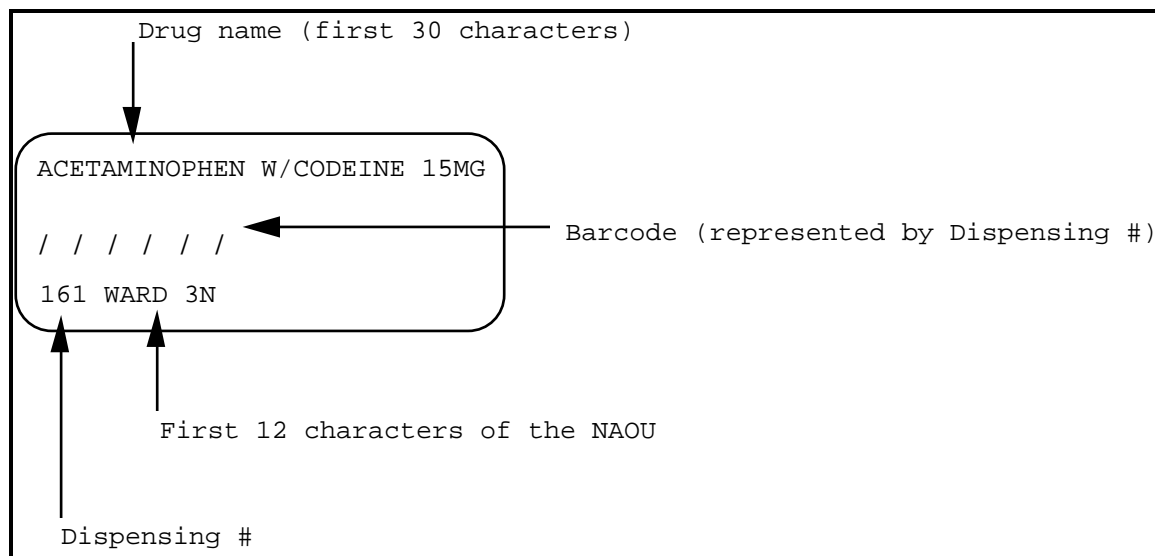 Drug name (first 30 characters)
ACETAMINOPHEN W/CODEINE 15MG
/ / / / / /
Barcode (represented by Dispensing #)
161 WARD 3N
First 12 characters of the NAOU
Dispensing #